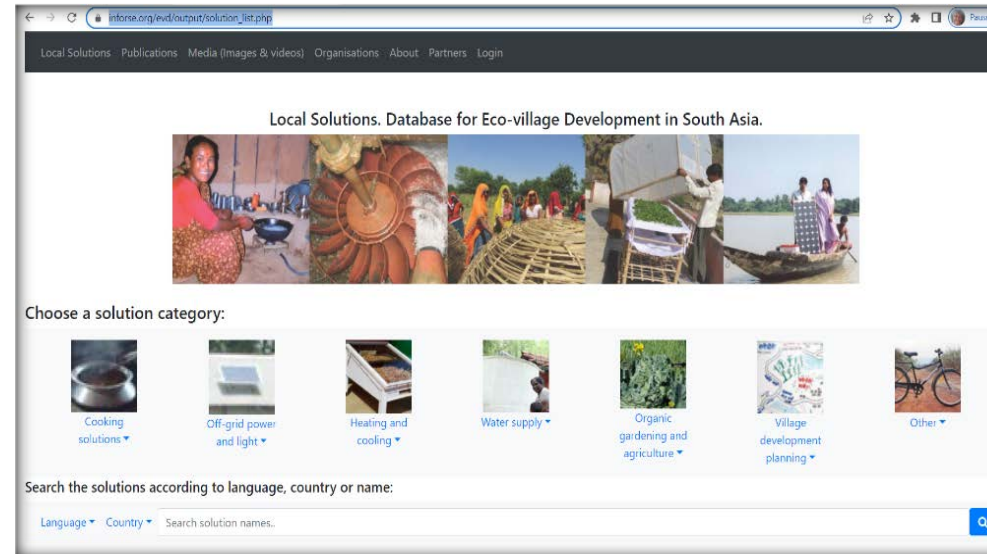 inforse.org/evd/output/solution_list.php
Paus
Local Solutions Publications Media (Images & videos) Organisations About Partners Login
Local Solutions. Database for Eco-village Development in South Asia.
Choose a solution category:
Cooking
solutions
Off-grid power
and light
Heating and
cooling
Water supply
Organic
gardening and
agriculture
Village
development
planning
Other
Search the solutions according to language, country or name:
Language Country Search solution names..